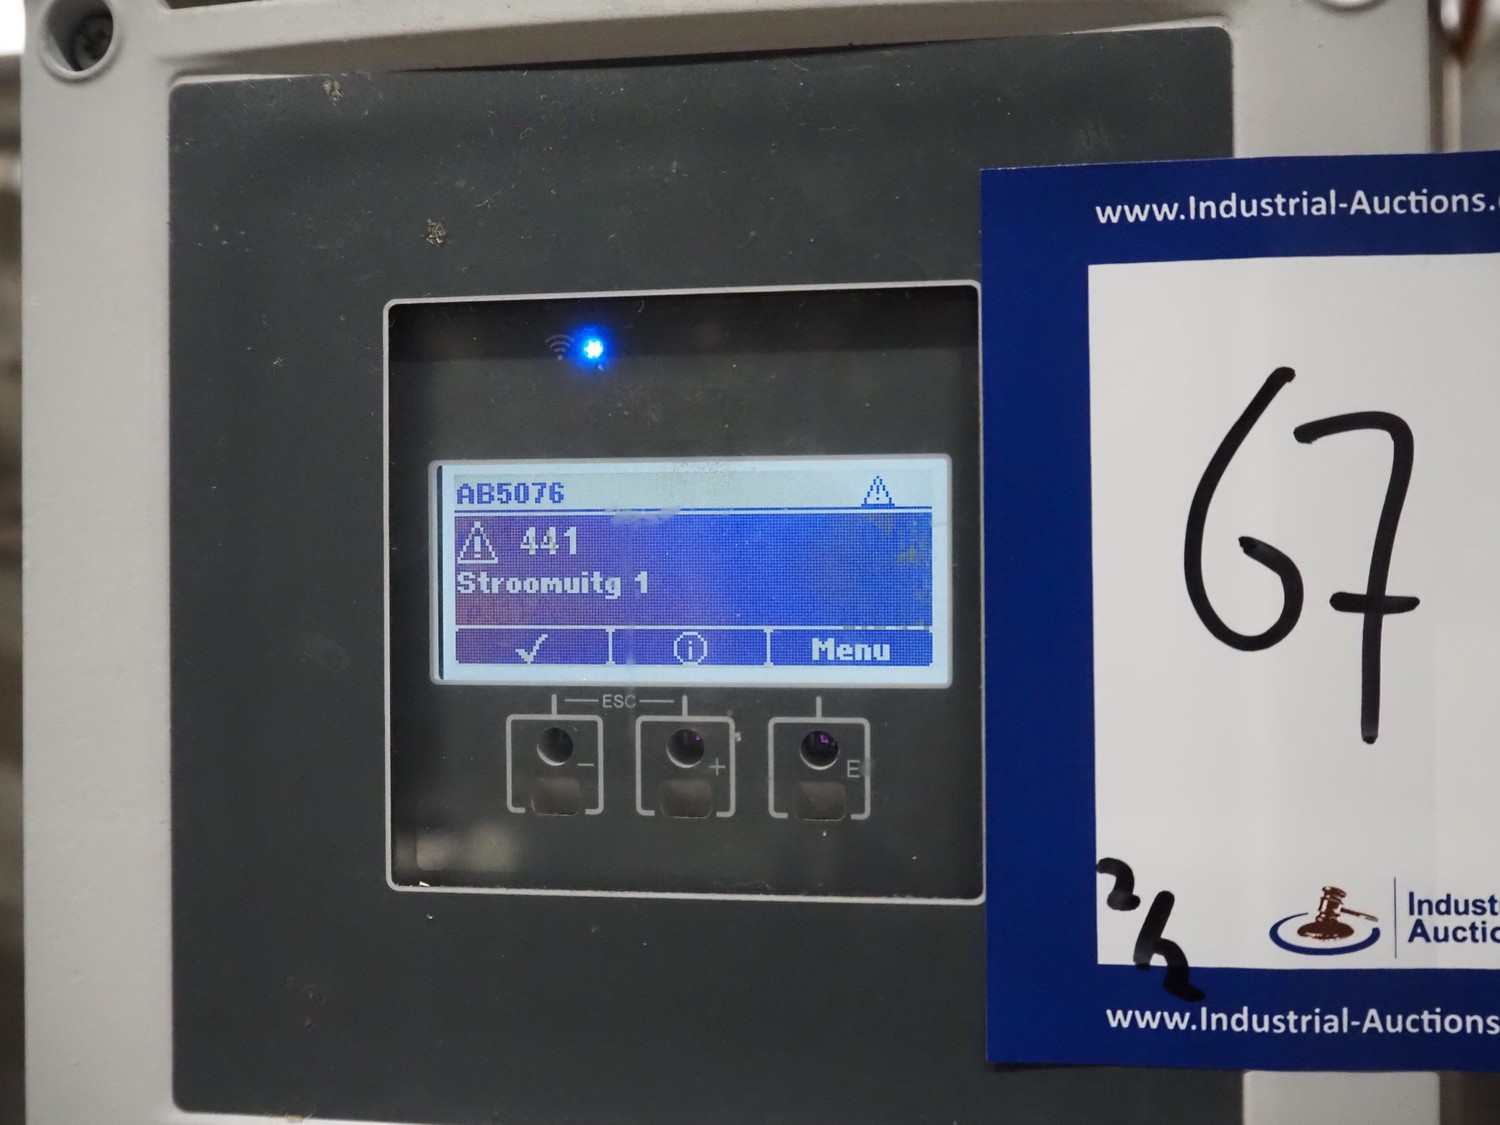 AB5076
441
Stroomuitg 1
Menu
ESC
-
+
E
www.Industrial-Auctions.
67
Indust
Auctio
www.Industrial-Auctions